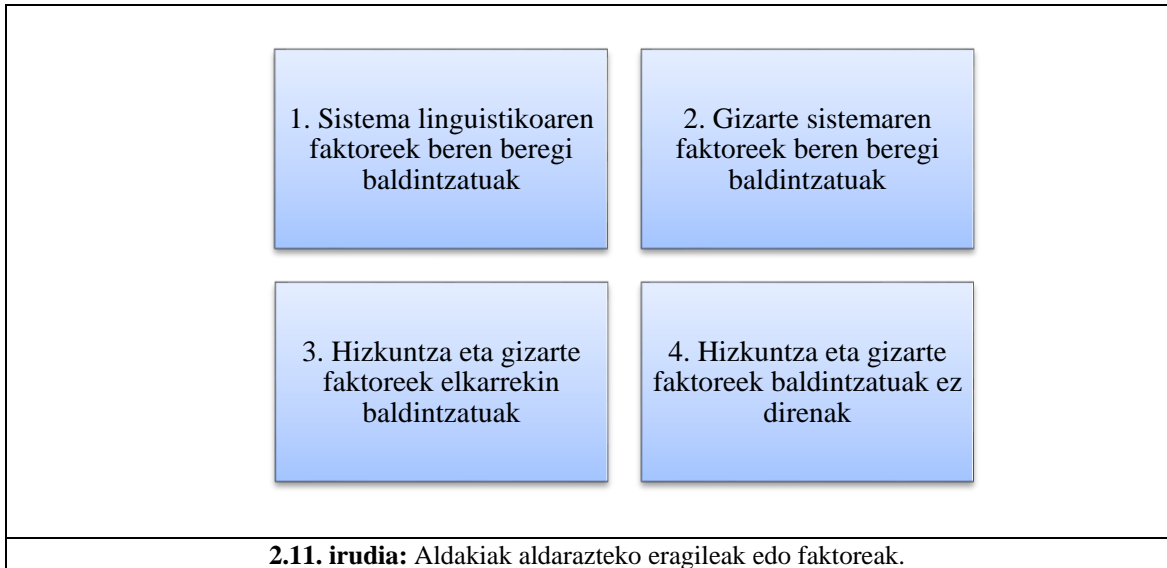 1. Sistema linguistikoaren
faktoreek beren beregi
baldintzatuak
2. Gizarte sistemaren
faktoreek beren beregi
baldintzatuak
3. Hizkuntza eta gizarte
faktoreek elkarrekin
baldintzatuak
4. Hizkuntza eta gizarte
faktoreek baldintzatuak ez
direnak
2.11. irudia: Aldakiak aldarazteko eragileak edo faktoreak.